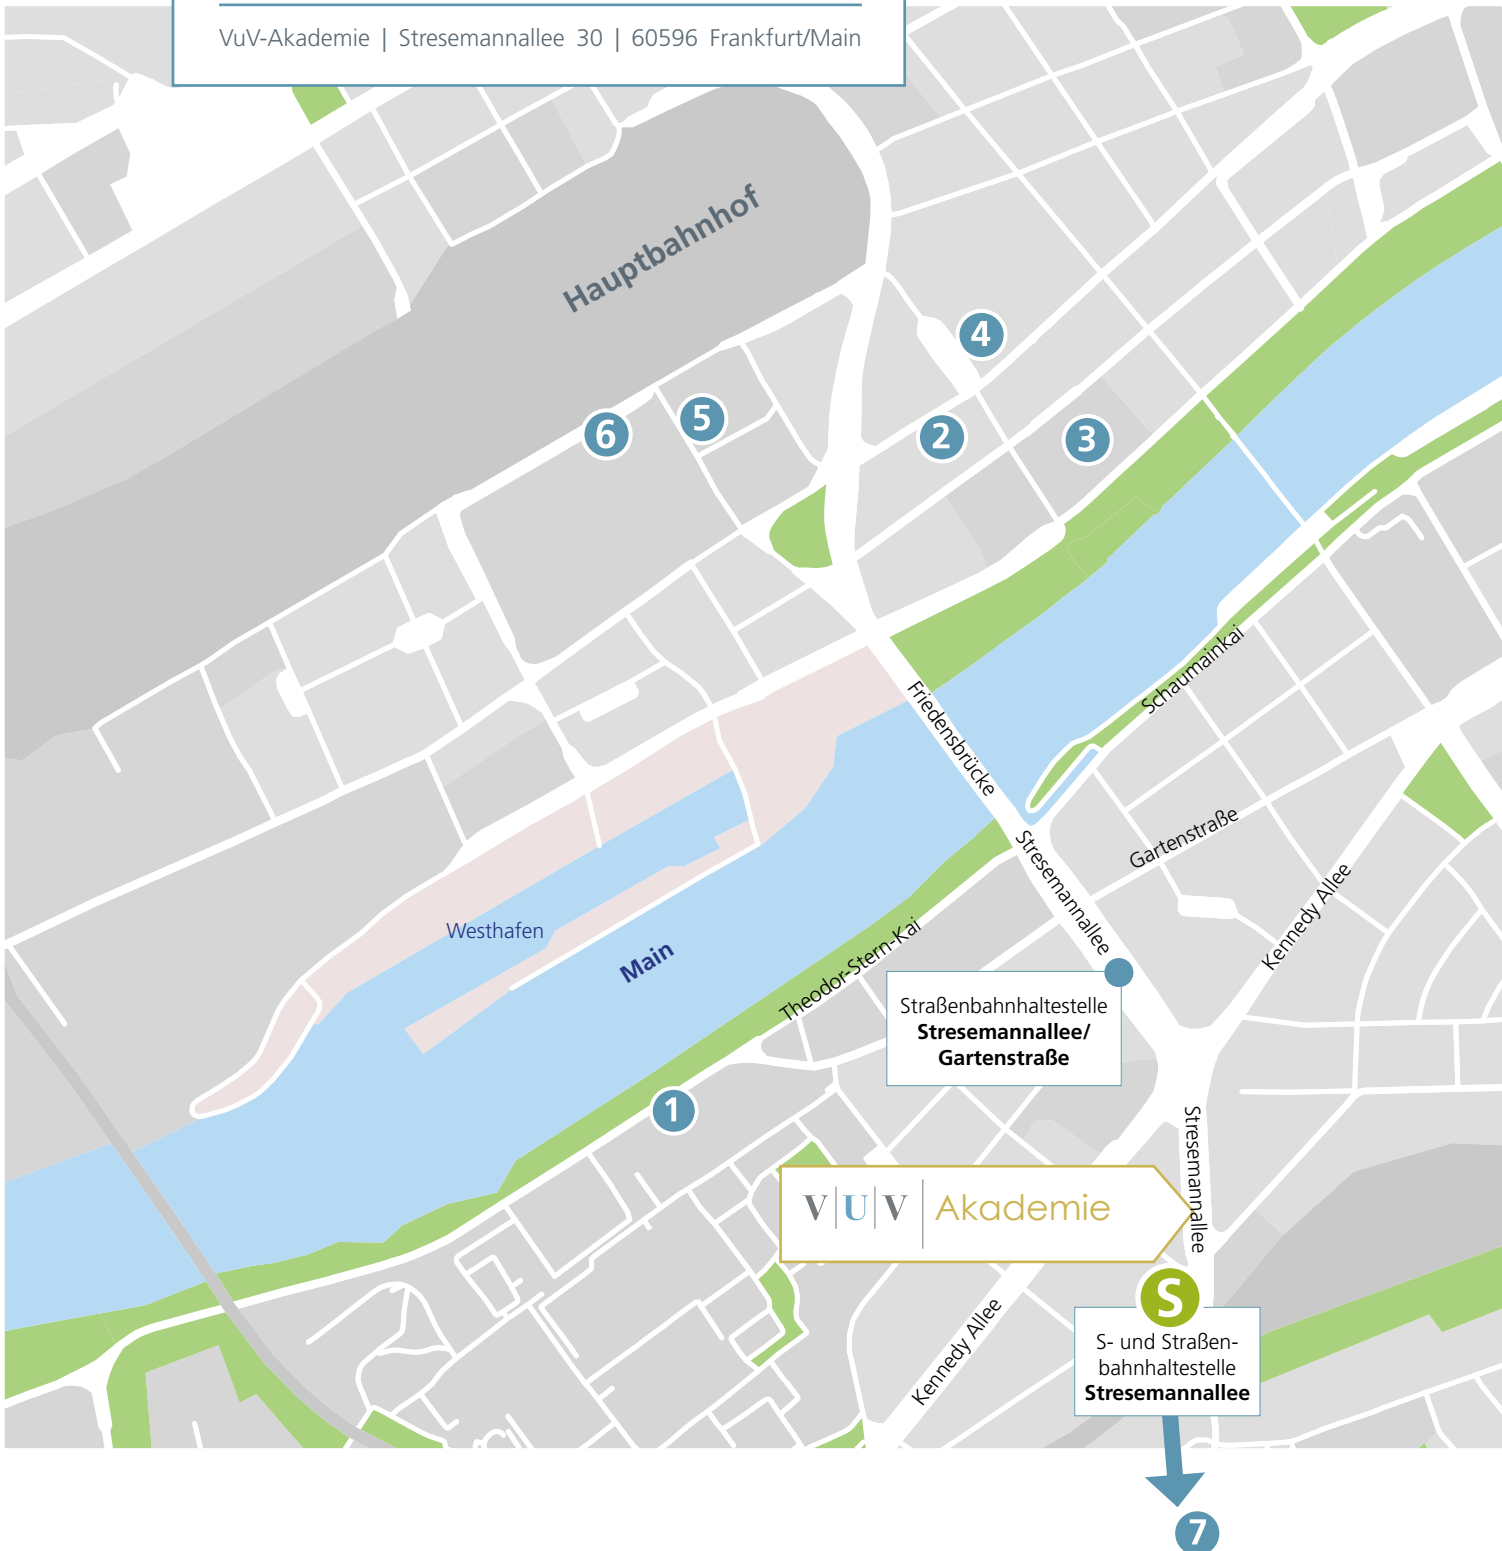 VuV-Akademie | Stresemannallee 30 | 60596 Frankfurt/Main
Hauptbahnhof
4
5
6
2
3
Schaumainkai
Friedensbrücke
Gartenstraße
Stresemannallee
Kennedy Allee
Westhafen
Main
Theodor-Stern-Kai
Straßenbahnhaltestelle
Stresemannallee/
Gartenstraße
1
Stresemannallee
V|U|V | Akademie
S
Kennedy Allee
S- und Straßen-
bahnhaltestelle
Stresemannallee
7